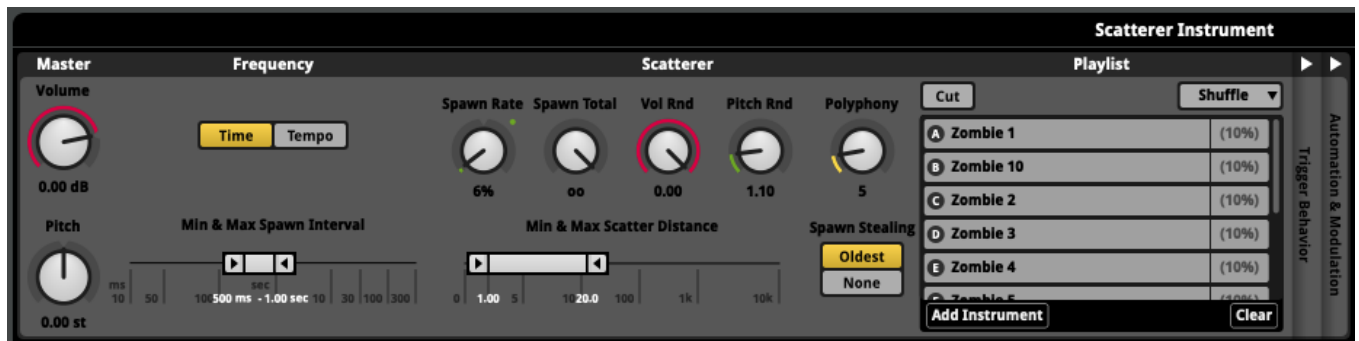 Scatterer Instrument
Master
Frequency
Scatterer
Playlist
Volume
0.00 dB
Pitch
0.00 st
Time Tempo
Min & Max Spawn Interval
ms sec
10 50 500 ms - 1.00 sec 10 30 100 300
Spawn Rate Spawn Total Vol Rnd Pitch Rnd Polyphony
6% oo 0.00 1.10 5
Min & Max Scatter Distance
0 1.00 5 10 20.0 100 1k 10k
Spawn Stealing
Oldest
None
Cut Shuffle
A Zombie 1 (10%)
B Zombie 10 (10%)
C Zombie 2 (10%)
D Zombie 3 (10%)
E Zombie 4 (10%)
Zombie 5 (10%)
Add Instrument Clear
Trigger Behavior
Automation & Modulation